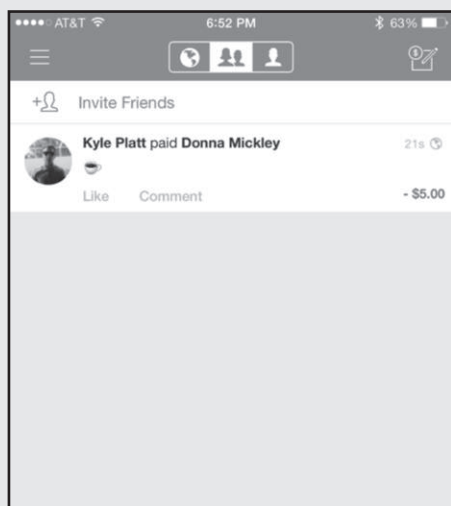 AT&T 6:52 PM 63%
$
Invite Friends
Kyle Platt paid Donna Mickley 21s
Like Comment - $5.00